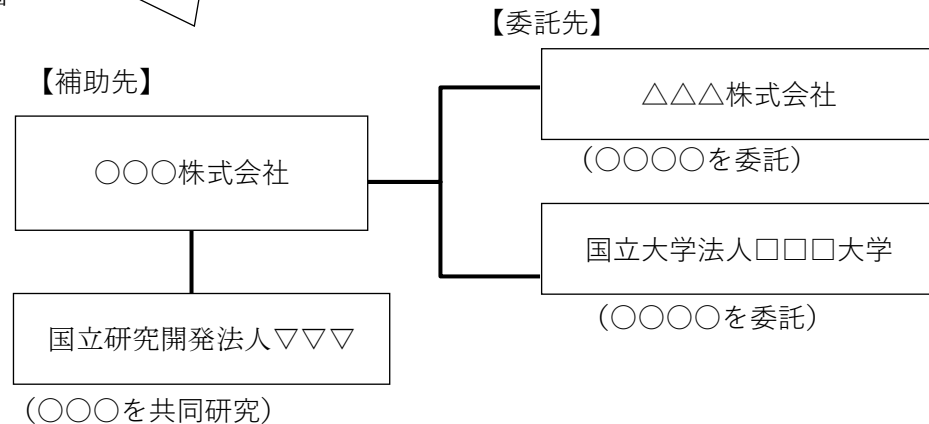 【委託先】
【補助先】
△△△株式会社
○○○株式会社
（○○○○を委託）
国立大学法人□□□大学
（○○○○を委託）
国立研究開発法人▽▽▽
（○○○を共同研究）